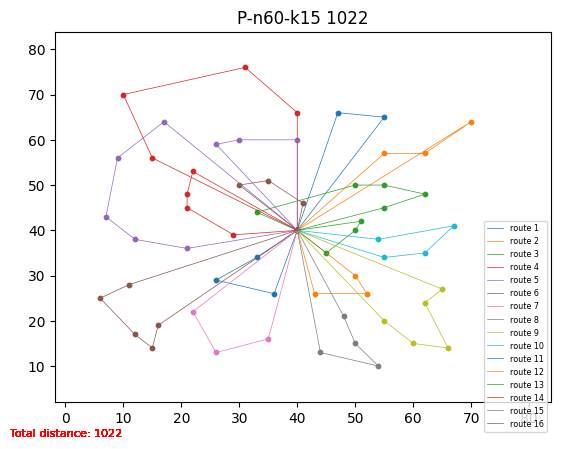 P-n60-k15 1022
80
70
60
50
40
30
20
10
0
10
20
30
40
50
60
70
route 1
route 2
route 3
route 4
route 5
route 6
route 7
route 8
route 9
route 10
route 11
route 12
route 13
route 14
route 15
route 16
Total distance: 1022